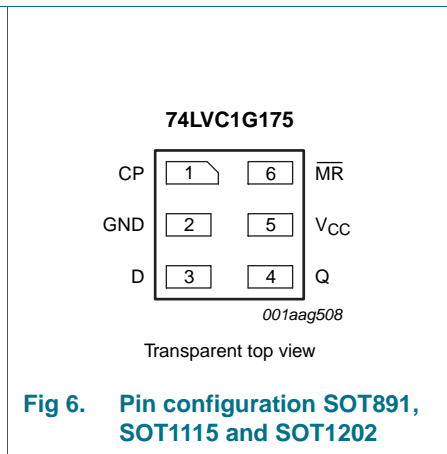 74LVC1G175
CP 1 6 M̅R̅
GND 2 5 VCC
D 3 4 Q
001aag508
Transparent top view
Fig 6. Pin configuration SOT891,
SOT1115 and SOT1202